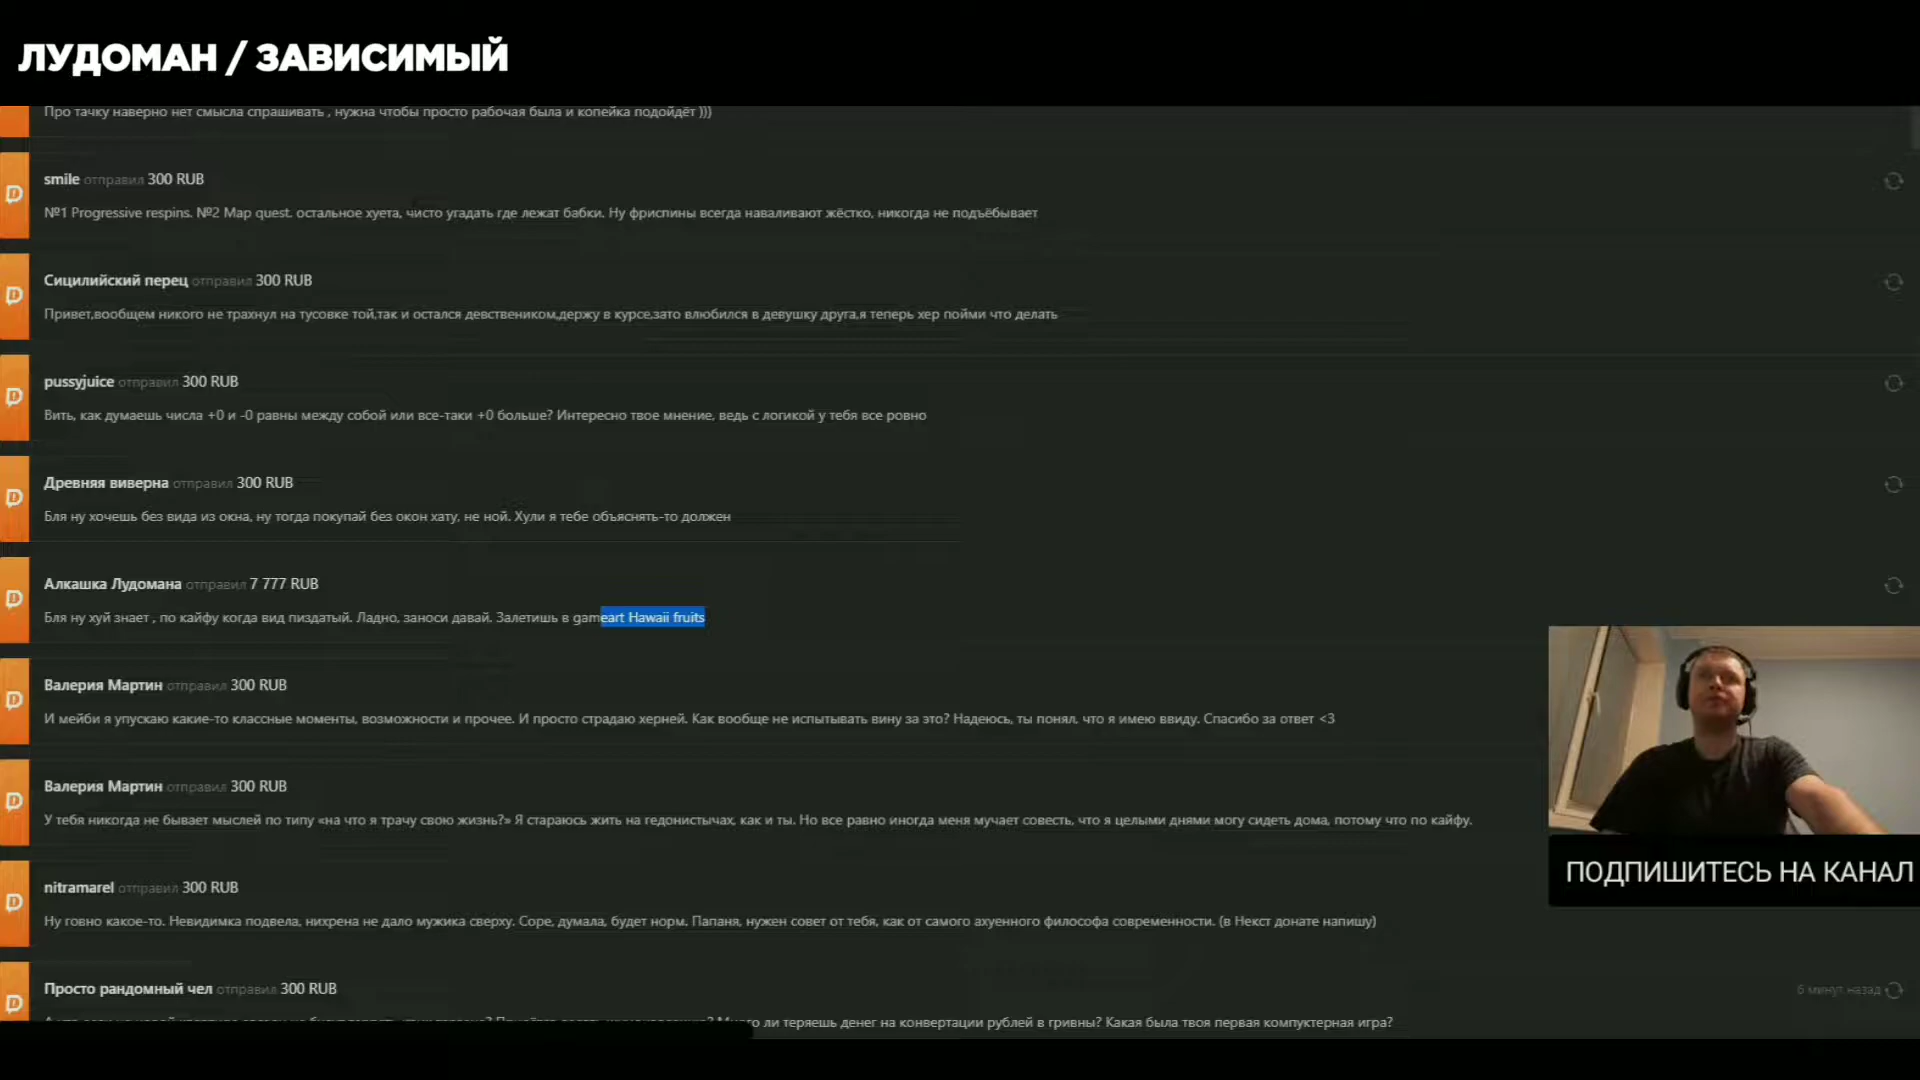 ЛУДОМАН / ЗАВИСИМЫЙ
Про тачку наверно нет смысла спрашивать , нужна чтобы просто рабочая была и копейка подойдёт )))
smile отправил 300 RUB
№1 Progressive respins. №2 Map quest. остальное хуета, чисто угадать где лежат бабки. Ну фриспины всегда наваливают жёстко, никогда не подъёбывает
Сицилийский перец отправил 300 RUB
Привет,вообщем никого не трахнул на тусовке той,так и остался девствеником,держу в курсе,зато влюбился в девушку друга,я теперь хер пойми что делать
pussyjuice отправил 300 RUB
Вить, как думаешь числа +0 и -0 равны между собой или все-таки +0 больше? Интересно твое мнение, ведь с логикой у тебя все ровно
Древняя виверна отправил 300 RUB
Бля ну хочешь без вида из окна, ну тогда покупай без окон хату, не ной. Хули я тебе объяснять-то должен
Алкашка Лудомана отправил 7 777 RUB
Бля ну хуй знает , по кайфу когда вид пиздатый. Ладно, заноси давай. Залетишь в gameart Hawaii fruits
Валерия Мартин отправил 300 RUB
И мейби я упускаю какие-то классные моменты, возможности и прочее. И просто страдаю херней. Как вообще не испытывать вину за это? Надеюсь, ты понял, что я имею ввиду. Спасибо за ответ <3
Валерия Мартин отправил 300 RUB
У тебя никогда не бывает мыслей по типу «на что я трачу свою жизнь?» Я стараюсь жить на гедонистычах, как и ты. Но все равно иногда меня мучает совесть, что я целыми днями могу сидеть дома, потому что по кайфу.
nitramarel отправил 300 RUB
Ну говно какое-то. Невидимка подвела, нихрена не дало мужика сверху. Соре, думала, будет норм. Папаня, нужен совет от тебя, как от самого ахуенного философа современности. (в Некст донате напишу)
Просто рандомный чел отправил 300 RUB
6 минут назад
ли теряешь денег на конвертации рублей в гривны? Какая была твоя первая компуктерная игра?
ПОДПИШИТЕСЬ НА КАНАЛ